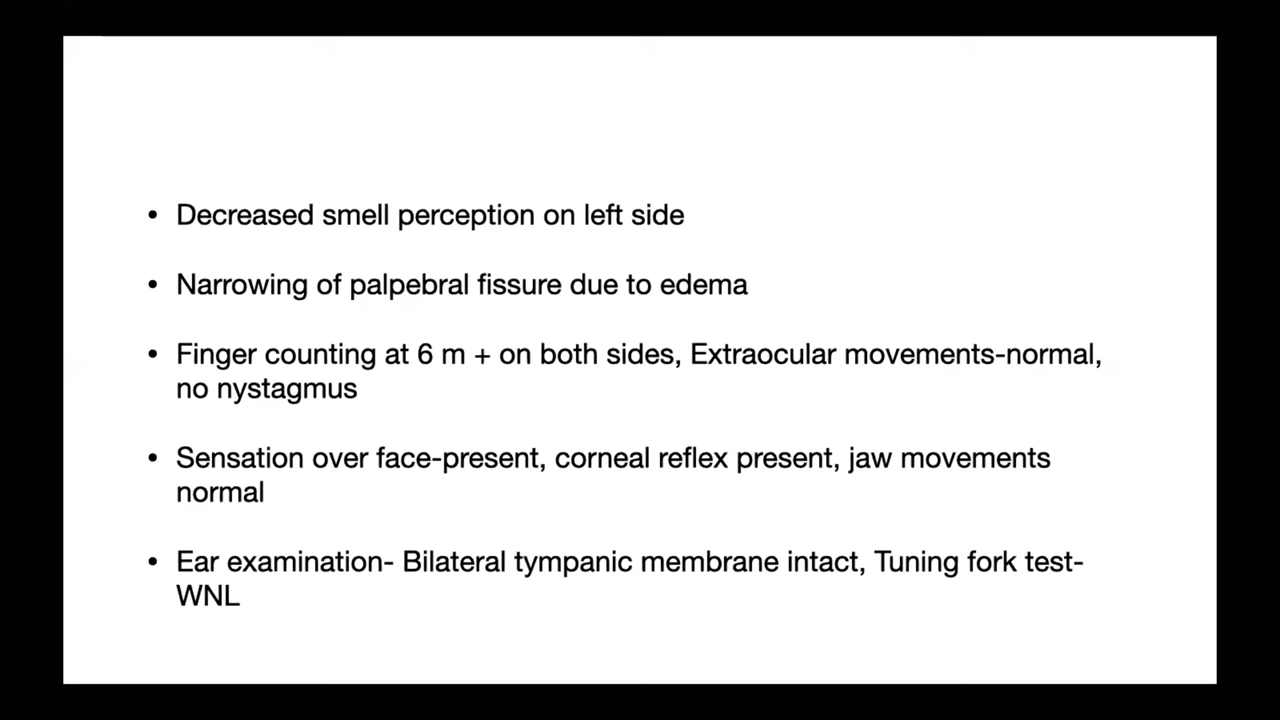 • Decreased smell perception on left side
• Narrowing of palpebral fissure due to edema
• Finger counting at 6 m + on both sides, Extraocular movements-normal,
no nystagmus
• Sensation over face-present, corneal reflex present, jaw movements
normal
• Ear examination- Bilateral tympanic membrane intact, Tuning fork test-
WNL